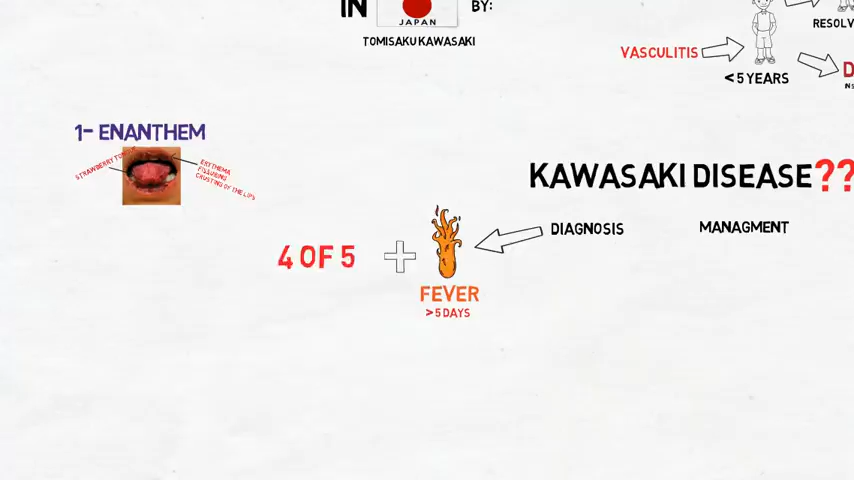 IN
JAPAN
BY:
TOMISAKU KAWASAKI
RESOLV
VASCULITIS
< 5 YEARS
D
IN S
1- ENANTHEM
STRAWBERRY TONGUE
ERYTHEMA
FISSURING
CRUSTING OF THE LIPS
KAWASAKI DISEASE??
DIAGNOSIS
MANAGMENT
4 OF 5
FEVER
> 5 DAYS